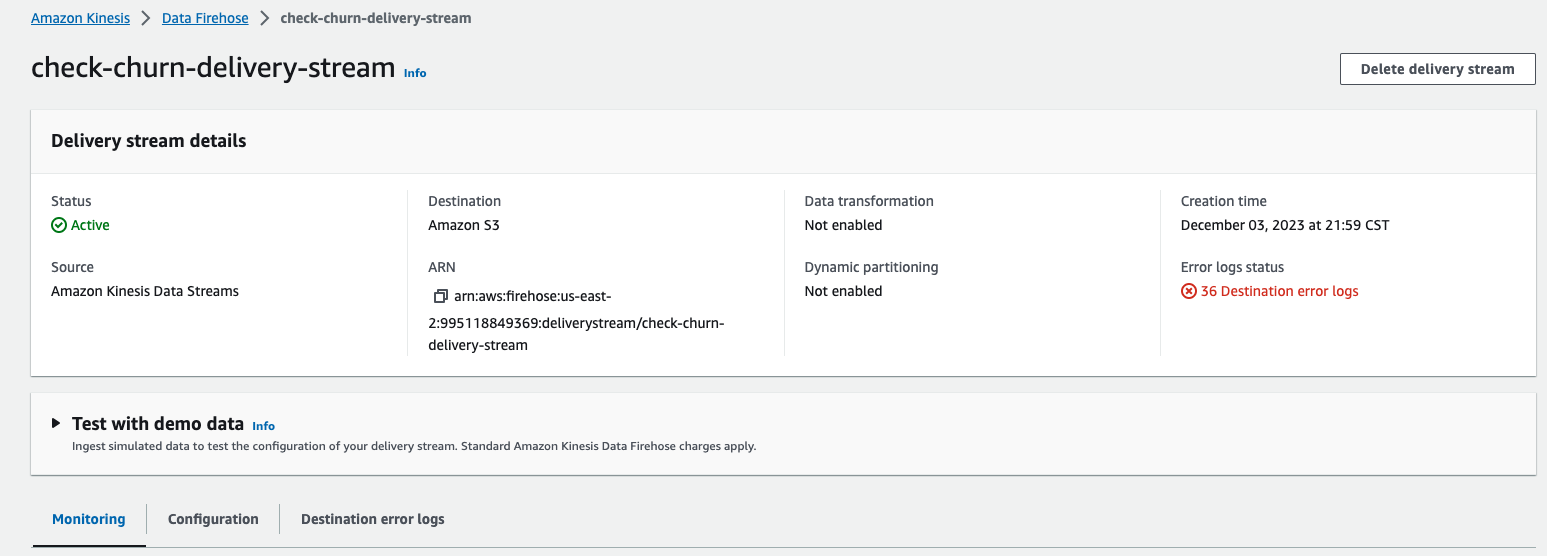 Amazon Kinesis > Data Firehose > check-churn-delivery-stream
check-churn-delivery-stream Info
Delete delivery stream
Delivery stream details
Status
Active
Source
Amazon Kinesis Data Streams
Destination
Amazon S3
ARN
arn:aws:firehose:us-east-
2:995118849369:deliverystream/check-churn-
delivery-stream
Data transformation
Not enabled
Dynamic partitioning
Not enabled
Creation time
December 03, 2023 at 21:59 CST
Error logs status
36 Destination error logs
Test with demo data Info
Ingest simulated data to test the configuration of your delivery stream. Standard Amazon Kinesis Data Firehose charges apply.
Monitoring
Configuration
Destination error logs